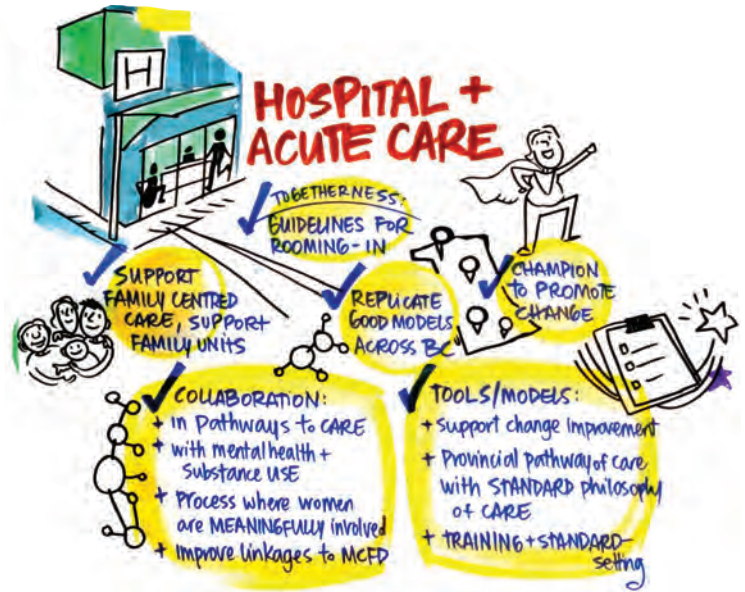 H
HOSPITAL +
ACUTE CARE
TOGETHERNESS:
GUIDELINES FOR
ROOMING-IN
SUPPORT
FAMILY CENTRED
CARE, SUPPORT
FAMILY UNITS
REPLICATE
GOOD MODELS
ACROSS BC
CHAMPION
to PROMOTE
CHANGE
COLLABORATION:
+ in Pathways to CARE
+ with mental health +
substance USE
+ Process where women
are MEANINGFULLY involved
+ Improve linkages to MCFD
TOOLS/MODELS:
+ Support change improvement
+ Provincial pathway of care
with STANDARD philosophy
of CARE
+ TRAINING + STANDARD-
setting